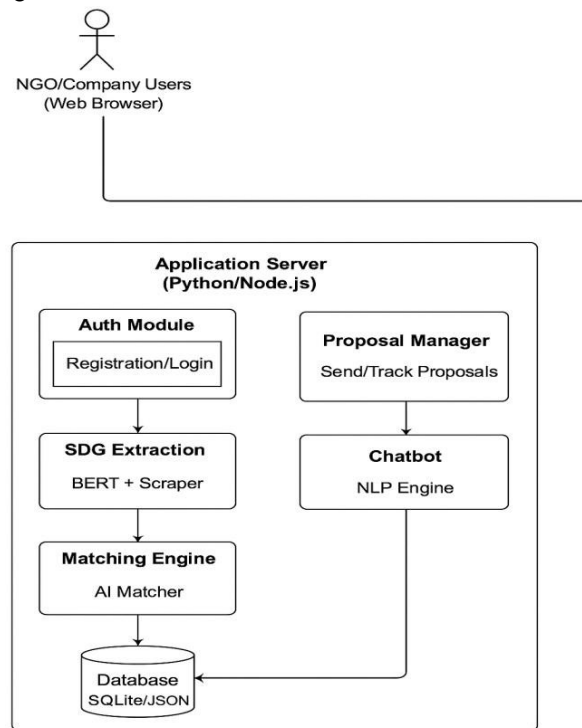 NGO/Company Users
(Web Browser)
Application Server
(Python/Node.js)
Auth Module
Registration/Login
SDG Extraction
BERT + Scraper
Matching Engine
AI Matcher
Database
SQLite/JSON
Proposal Manager
Send/Track Proposals
Chatbot
NLP Engine